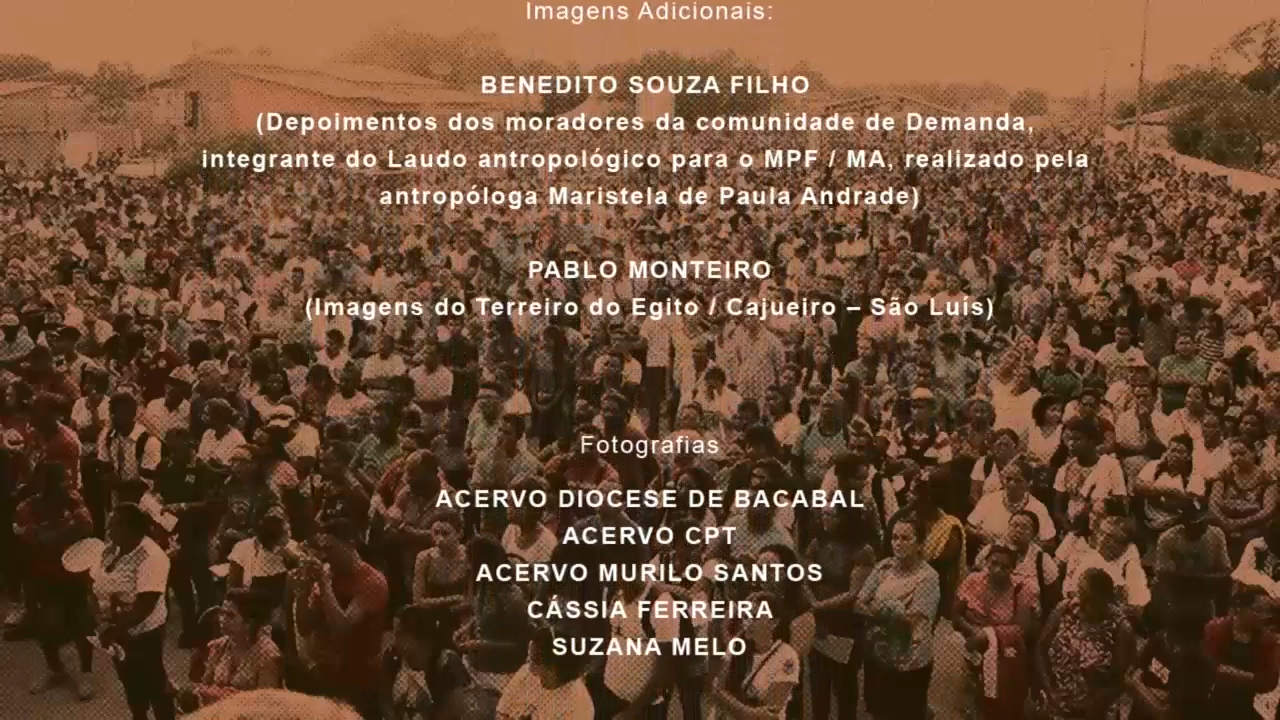 Imagens Adicionais:
BENEDITO SOUZA FILHO
(Depoimentos dos moradores da comunidade de Demanda,
integrante do Laudo antropológico para o MPF / MA, realizado pela
antropóloga Maristela de Paula Andrade)
PABLO MONTEIRO
(Imagens do Terreiro do Egito / Cajueiro – São Luís)
Fotografias
ACERVO DIOCESE DE BACABAL
ACERVO CPT
ACERVO MURILO SANTOS
CÁSSIA FERREIRA
SUZANA MELO